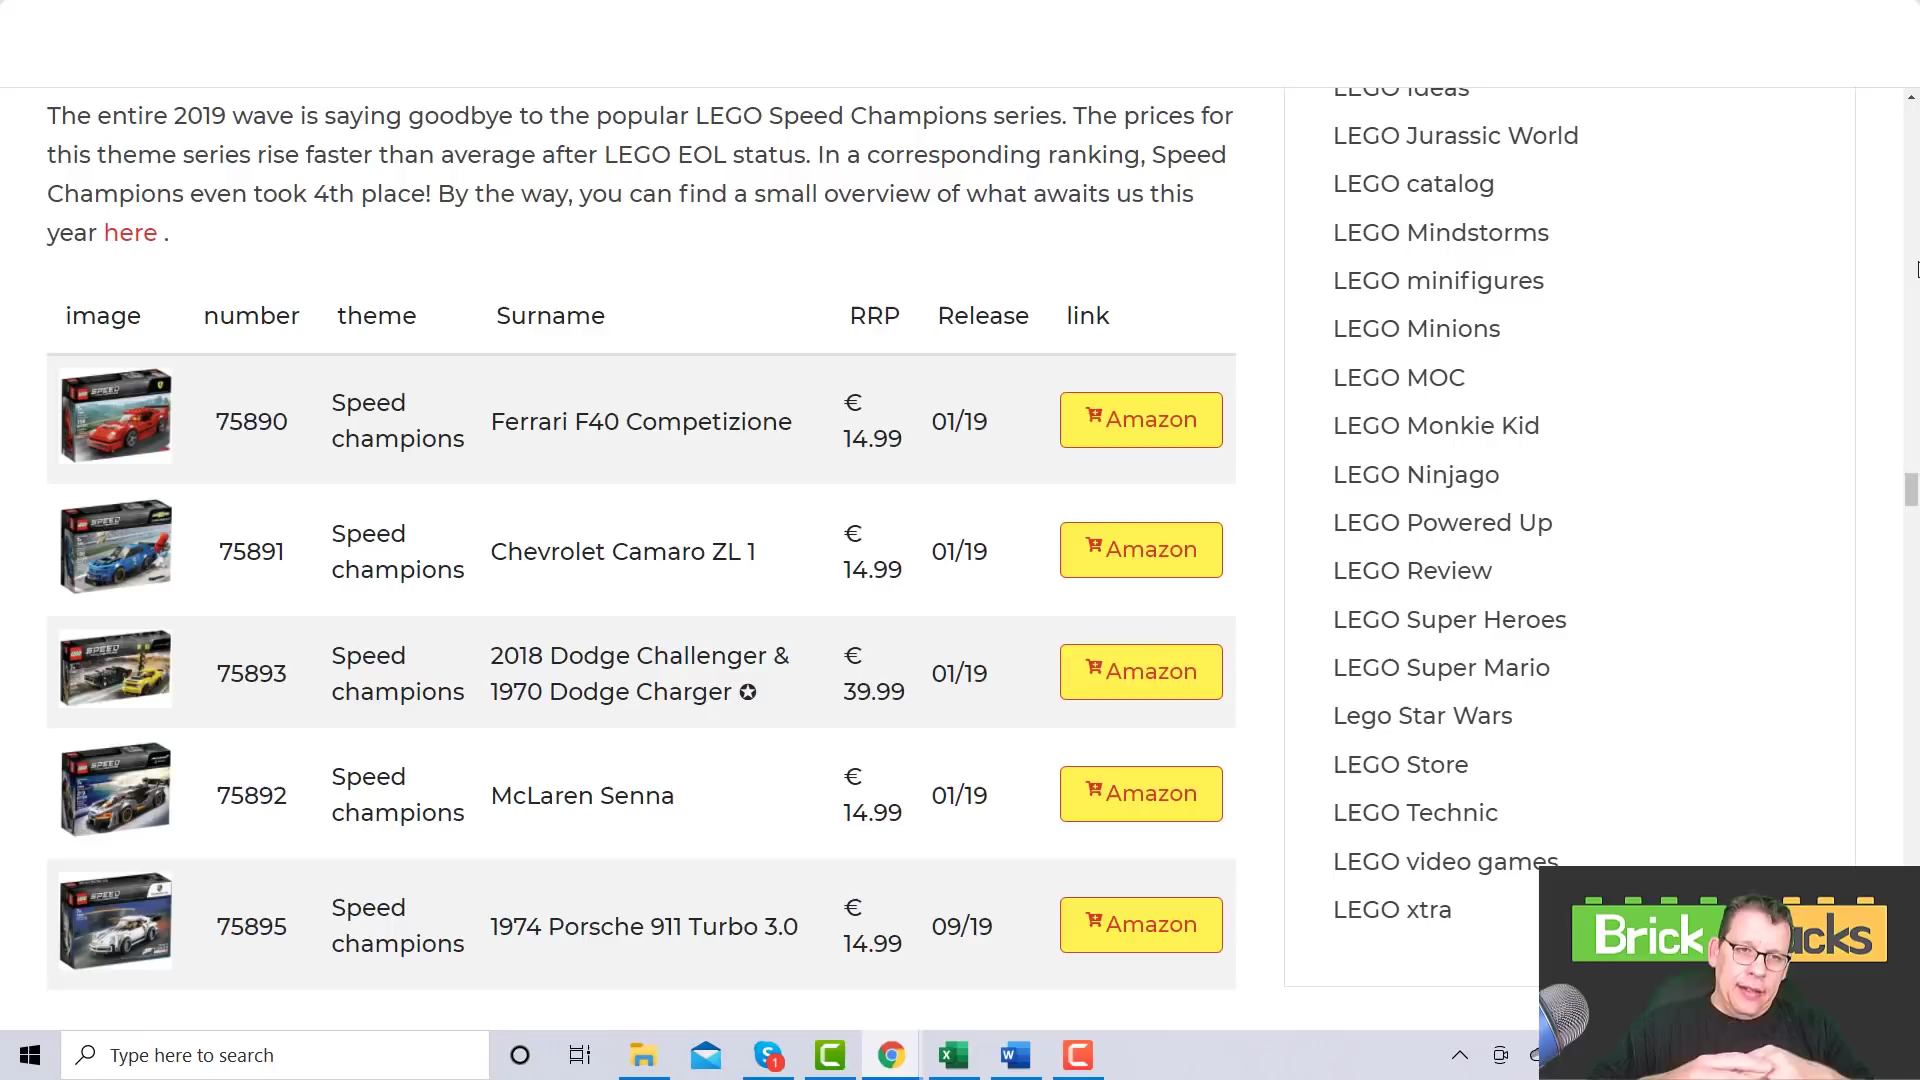 The entire 2019 wave is saying goodbye to the popular LEGO Speed Champions series. The prices for
this theme series rise faster than average after LEGO EOL status. In a corresponding ranking, Speed
Champions even took 4th place! By the way, you can find a small overview of what awaits us this
year here .
image number theme Surname RRP Release link
75890 Speed champions Ferrari F40 Competizione € 14.99 01/19 Amazon
75891 Speed champions Chevrolet Camaro ZL 1 € 14.99 01/19 Amazon
75893 Speed champions 2018 Dodge Challenger & 1970 Dodge Charger ✪ € 39.99 01/19 Amazon
75892 Speed champions McLaren Senna € 14.99 01/19 Amazon
75895 Speed champions 1974 Porsche 911 Turbo 3.0 € 14.99 09/19 Amazon
LEGO Ideas
LEGO Jurassic World
LEGO catalog
LEGO Mindstorms
LEGO minifigures
LEGO Minions
LEGO MOC
LEGO Monkie Kid
LEGO Ninjago
LEGO Powered Up
LEGO Review
LEGO Super Heroes
LEGO Super Mario
Lego Star Wars
LEGO Store
LEGO Technic
LEGO video games
LEGO xtra
Brick acks
Type here to search
1